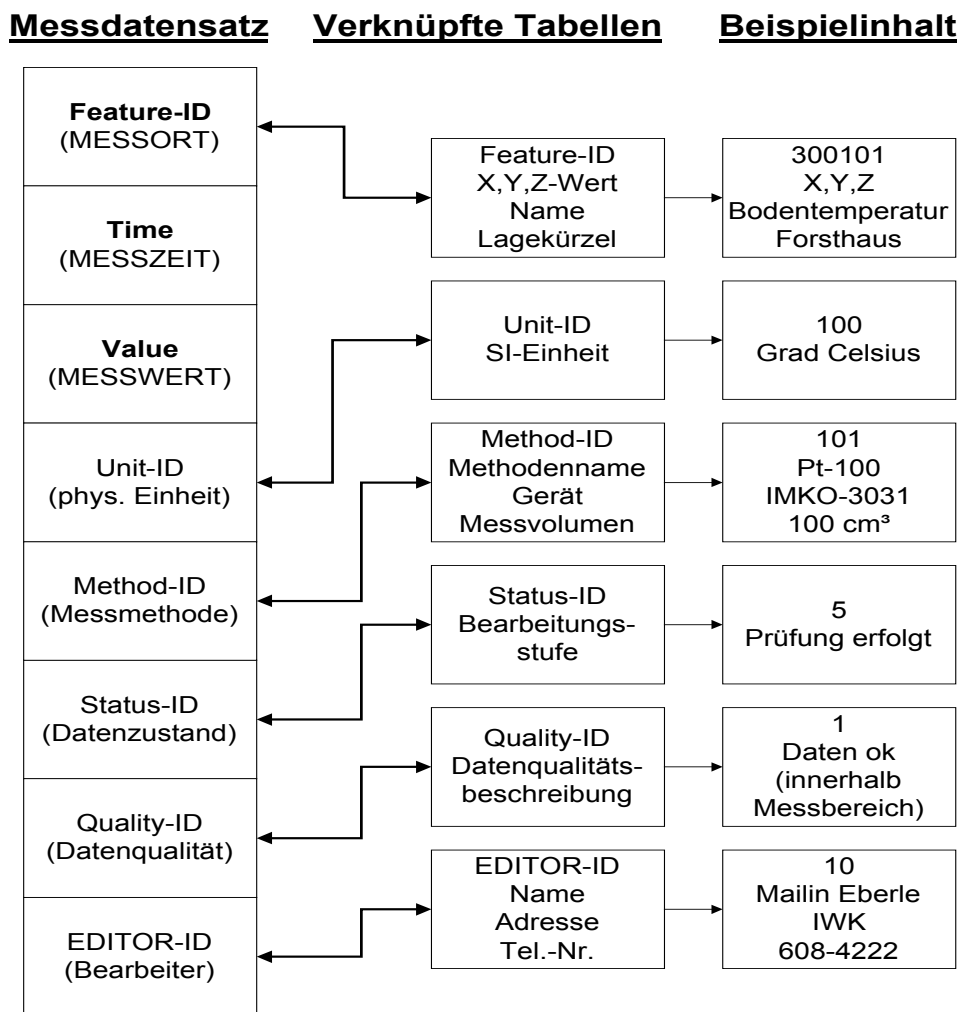 Messdatensatz
Verknüpfte Tabellen
Beispielinhalt
Feature-ID
(MESSORT)
Time
(MESSZEIT)
Value
(MESSWERT)
Unit-ID
(phys. Einheit)
Method-ID
(Messmethode)
Status-ID
(Datenzustand)
Quality-ID
(Datenqualität)
EDITOR-ID
(Bearbeiter)
Feature-ID
X,Y,Z-Wert
Name
Lagekürzel
300101
X,Y,Z
Bodentemperatur
Forsthaus
Unit-ID
SI-Einheit
100
Grad Celsius
Method-ID
Methodenname
Gerät
Messvolumen
101
Pt-100
IMKO-3031
100 cm³
Status-ID
Bearbeitungs-
stufe
5
Prüfung erfolgt
Quality-ID
Datenqualitäts-
beschreibung
1
Daten ok
(innerhalb
Messbereich)
EDITOR-ID
Name
Adresse
Tel.-Nr.
10
Mailin Eberle
IWK
608-4222